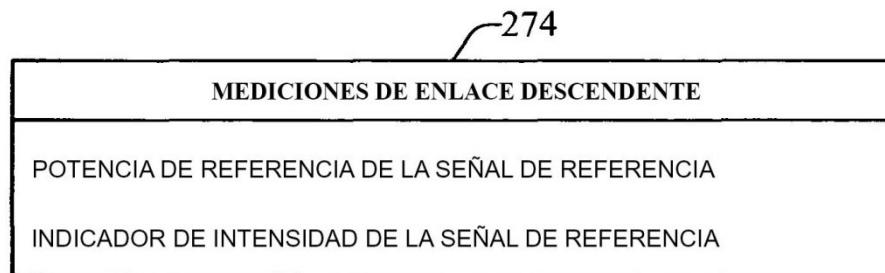 274
MEDICIONES DE ENLACE DESCENDENTE
POTENCIA DE REFERENCIA DE LA SEÑAL DE REFERENCIA
INDICADOR DE INTENSIDAD DE LA SEÑAL DE REFERENCIA